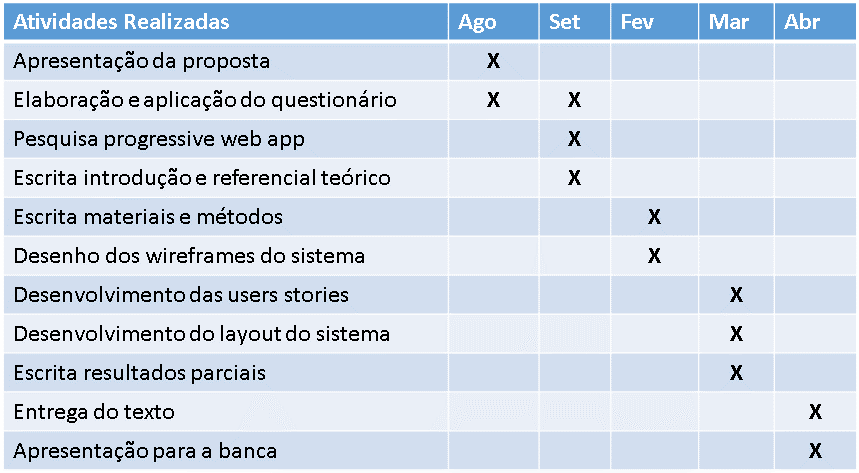 Atividades Realizadas Ago Set Fev Mar Abr
Apresentação da proposta X
Elaboração e aplicação do questionário X X
Pesquisa progressive web app X
Escrita introdução e referencial teórico X
Escrita materiais e métodos X
Desenho dos wireframes do sistema X
Desenvolvimento das users stories X
Desenvolvimento do layout do sistema X
Escrita resultados parciais X
Entrega do texto X
Apresentação para a banca X